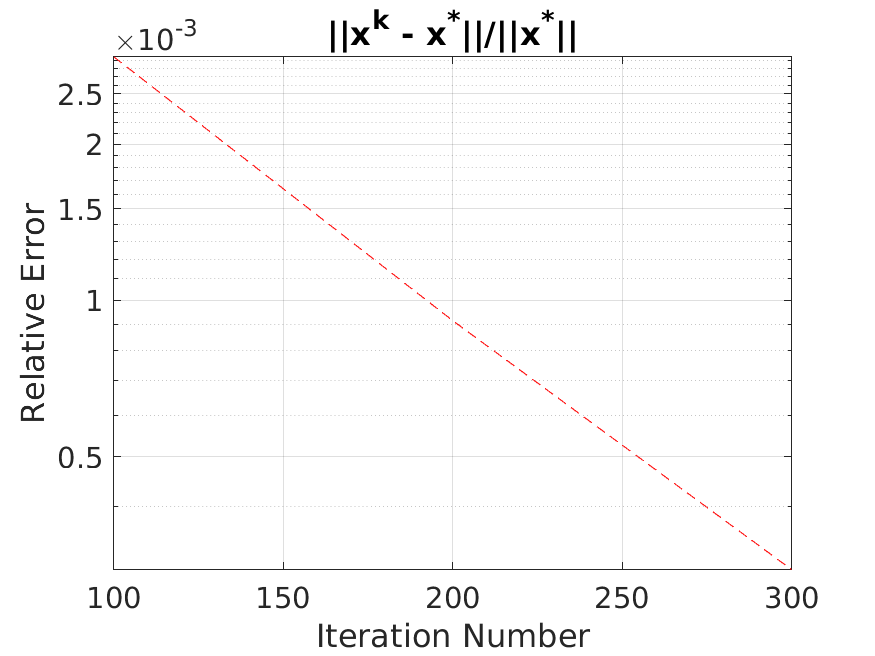 ||x^k - x^*||/||x^*||
×10^-3
2.5
2
1.5
1
0.5
Relative Error
100 150 200 250 300
Iteration Number